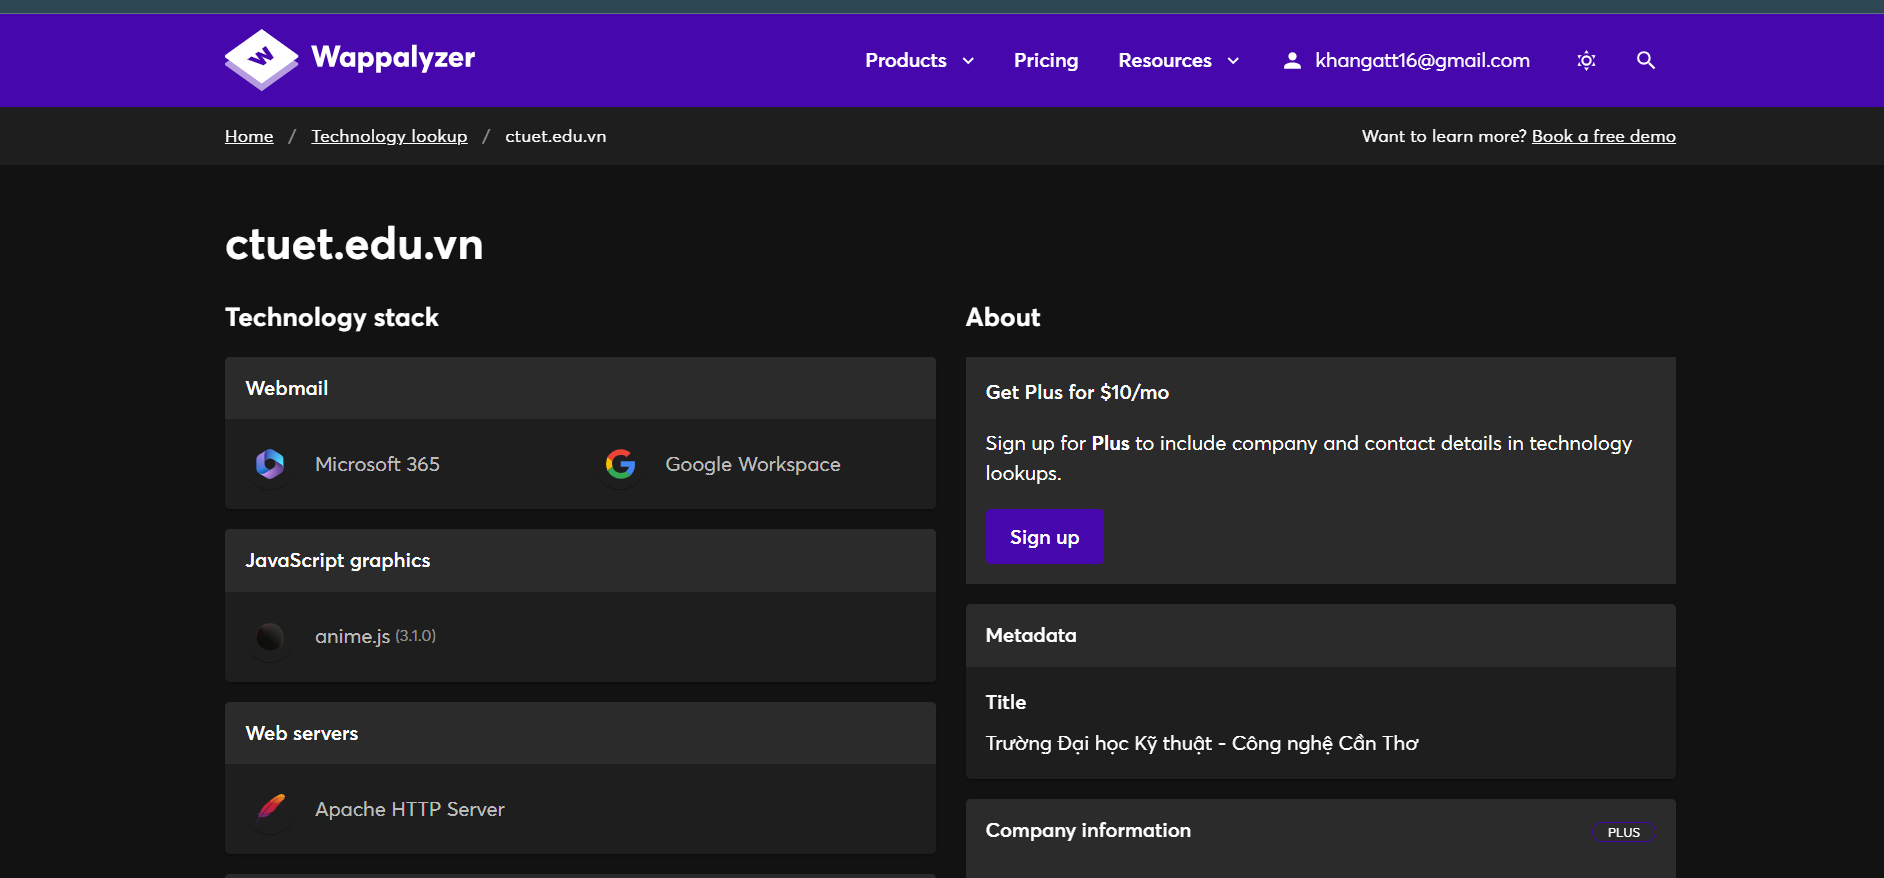 Wappalyzer
Products
Pricing
Resources
khangatt16@gmail.com
Home / Technology lookup / ctuet.edu.vn
Want to learn more? Book a free demo
ctuet.edu.vn
Technology stack
Webmail
Microsoft 365
Google Workspace
JavaScript graphics
anime.js (3.1.0)
Web servers
Apache HTTP Server
About
Get Plus for $10/mo
Sign up for Plus to include company and contact details in technology
lookups.
Sign up
Metadata
Title
Trường Đại học Kỹ thuật - Công nghệ Cần Thơ
Company information
PLUS